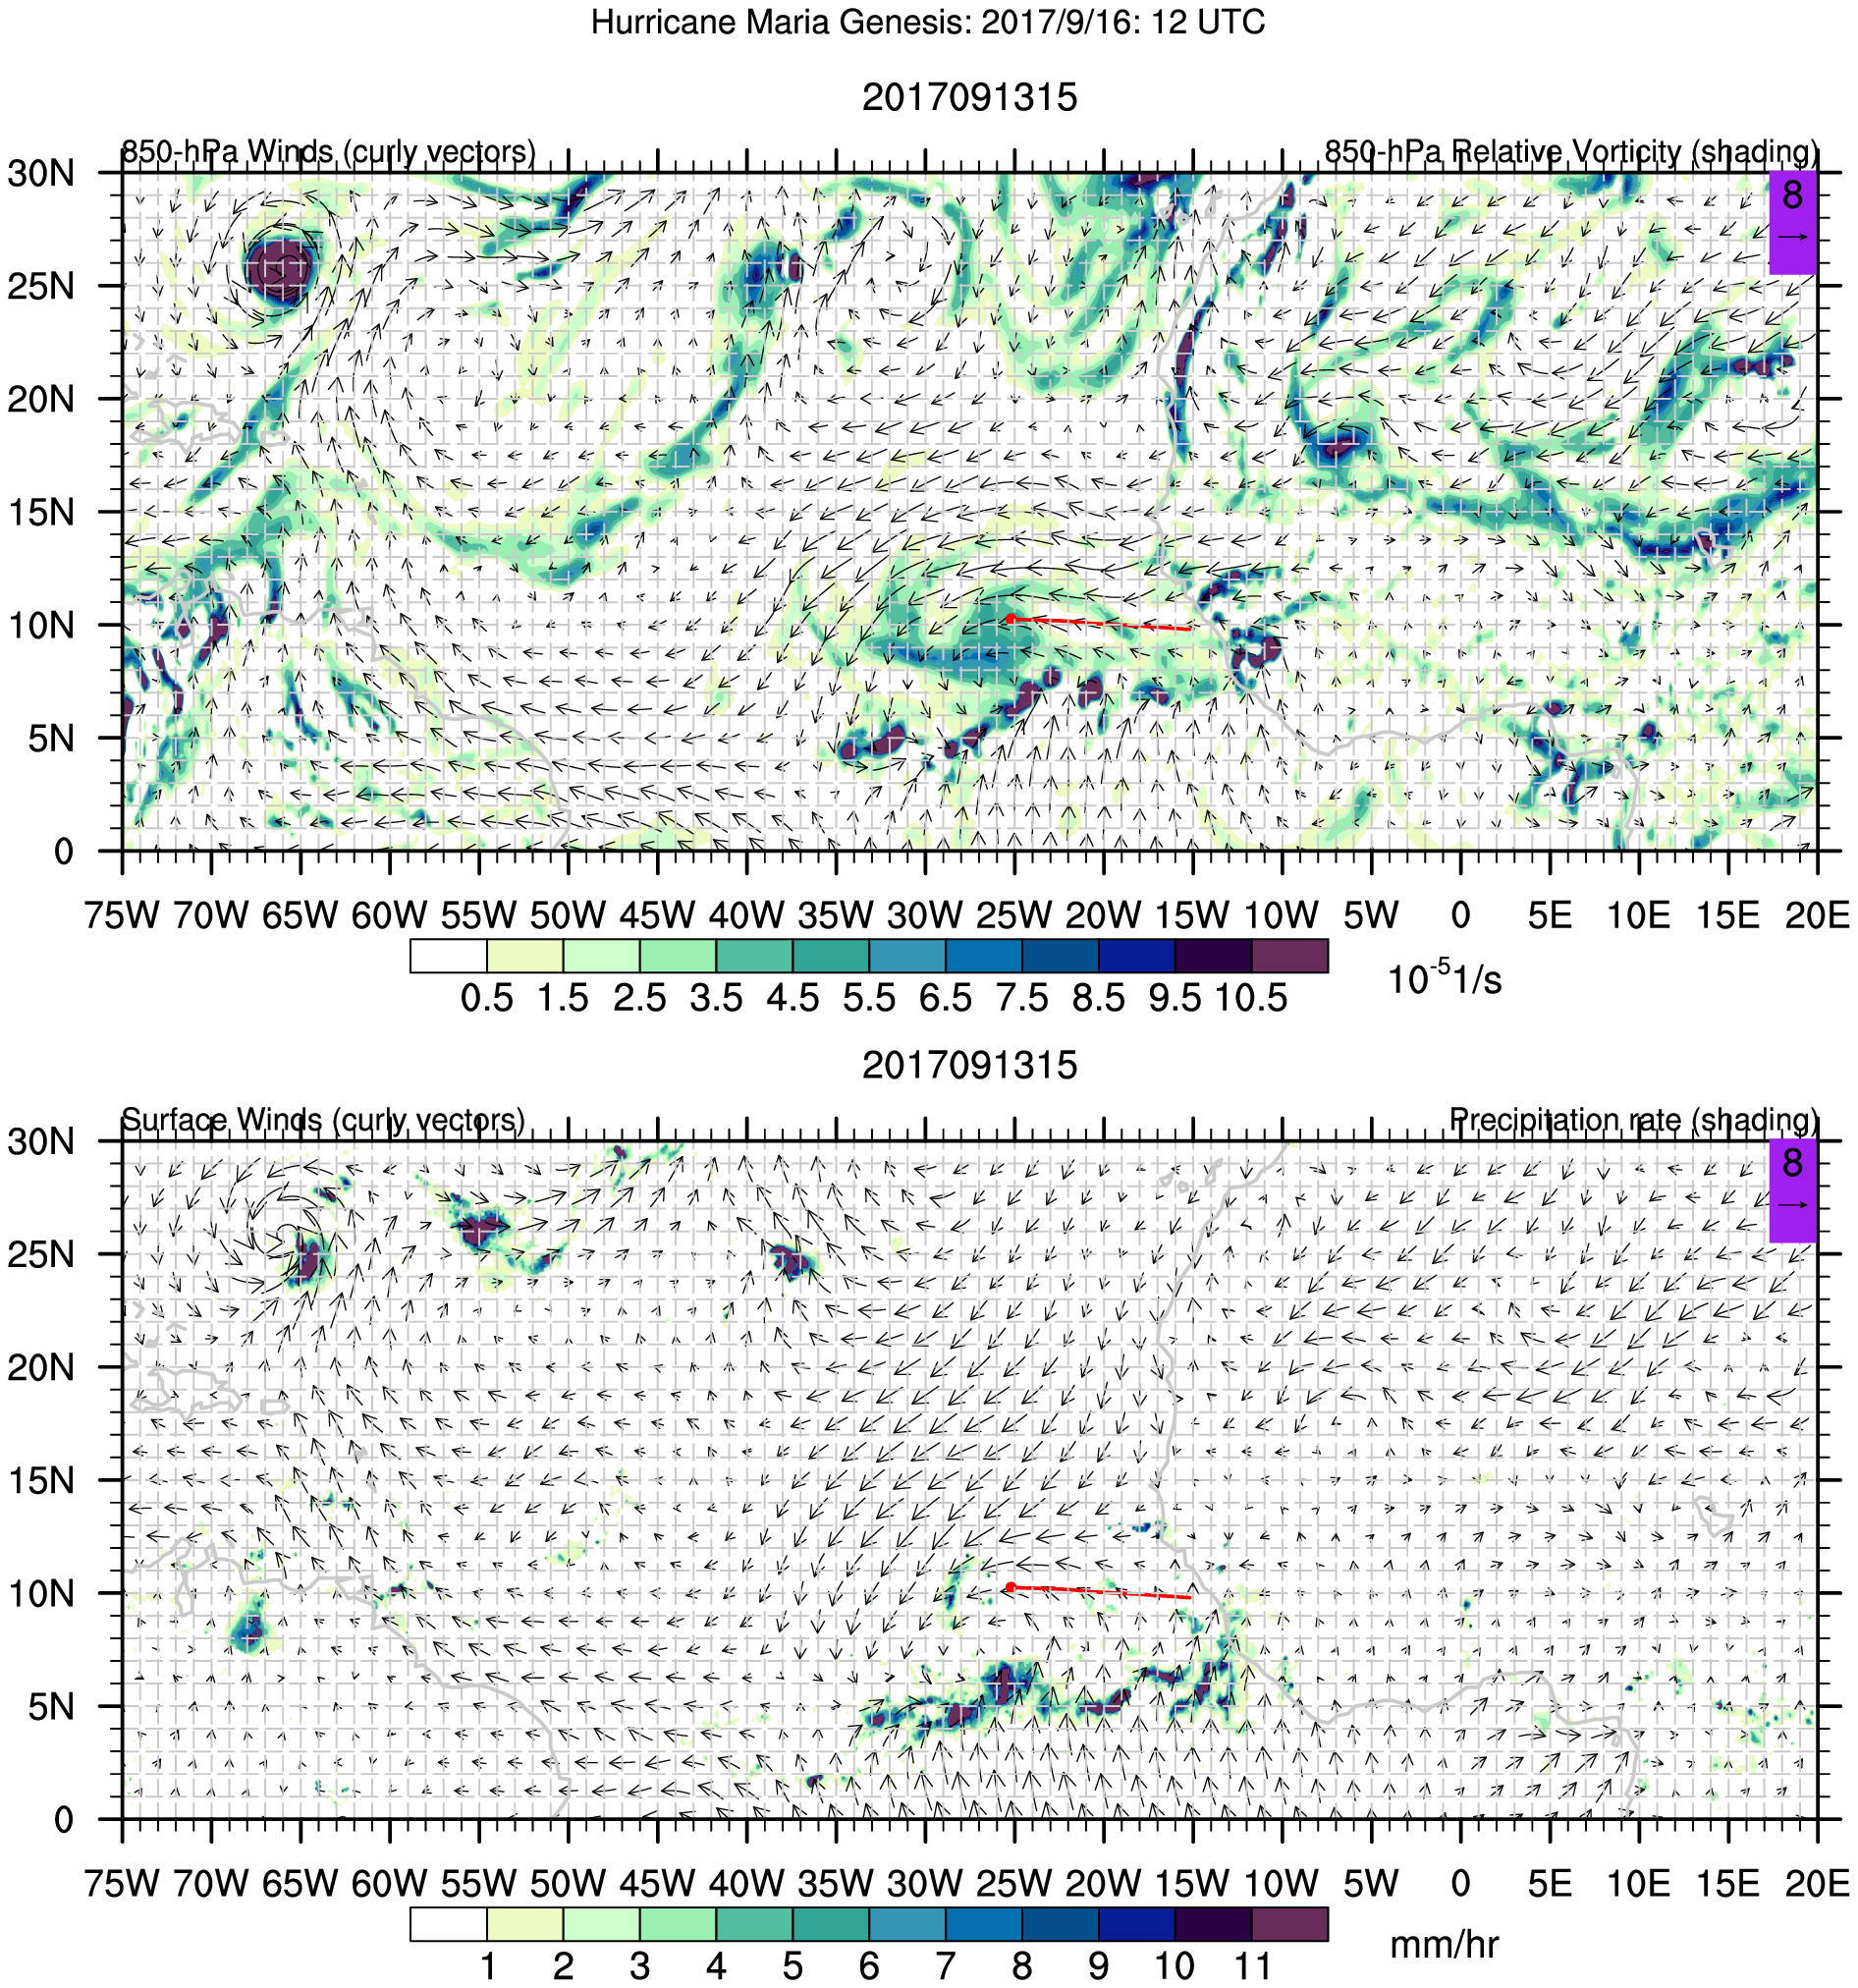 Hurricane Maria Genesis: 2017/9/16: 12 UTC
2017091315
850-hPa Winds (curly vectors)
850-hPa Relative Vorticity (shading)
8
30N
25N
20N
15N
10N
5N
0
75W 70W 65W 60W 55W 50W 45W 40W 35W 30W 25W 20W 15W 10W 5W 0 5E 10E 15E 20E
0.5 1.5 2.5 3.5 4.5 5.5 6.5 7.5 8.5 9.5 10.5
10⁻⁵1/s
2017091315
Surface Winds (curly vectors)
Precipitation rate (shading)
8
30N
25N
20N
15N
10N
5N
0
75W 70W 65W 60W 55W 50W 45W 40W 35W 30W 25W 20W 15W 10W 5W 0 5E 10E 15E 20E
1 2 3 4 5 6 7 8 9 10 11
mm/hr